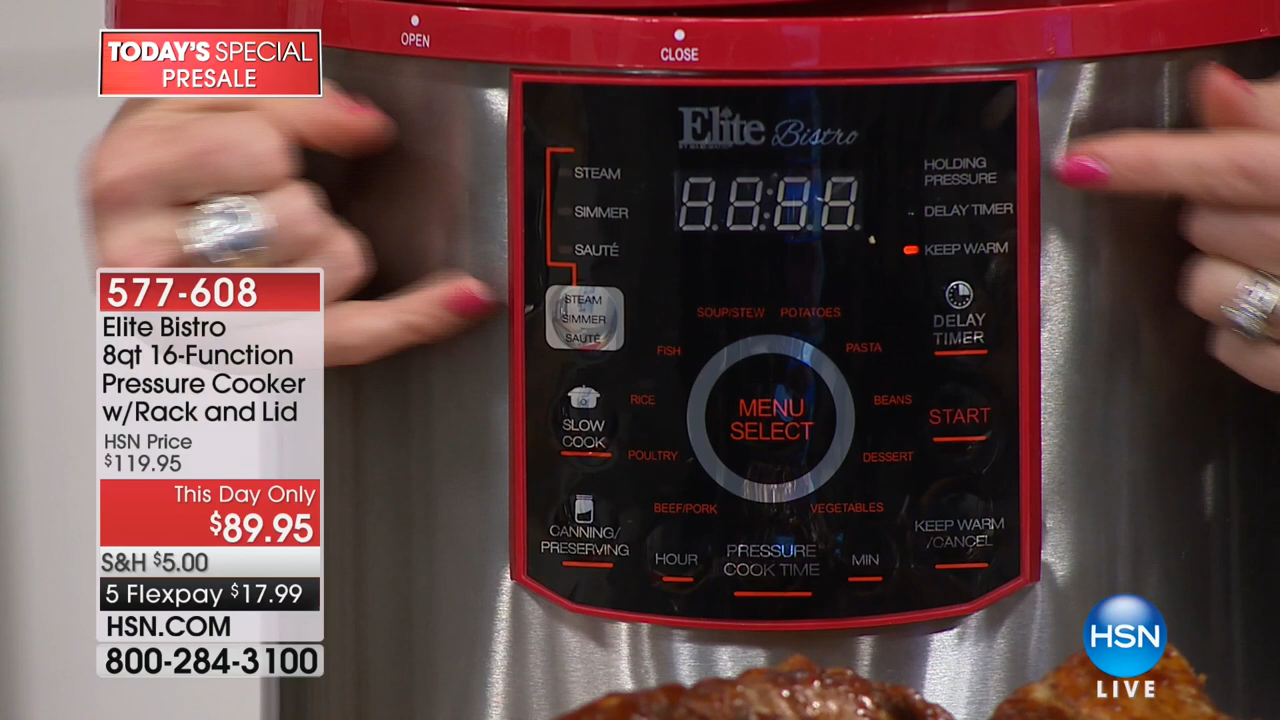 OPEN
CLOSE
TODAY'S SPECIAL
PRESALE
Elite Bistro
STEAM
SIMMER
SAUTÉ
HOLDING
PRESSURE
DELAY TIMER
KEEP WARM
STEAM
SIMMER
SAUTÉ
DELAY
TIMER
SOUP/STEW
POTATOES
FISH
PASTA
RICE
BEANS
POULTRY
DESSERT
BEEF/PORK
VEGETABLES
MENU
SELECT
SLOW
COOK
START
CANNING/
PRESERVING
HOUR
PRESSURE
COOK TIME
MIN
KEEP WARM
/CANCEL
577-608
Elite Bistro
8qt 16-Function
Pressure Cooker
w/Rack and Lid
HSN Price
$119.95
This Day Only
$89.95
S&H $5.00
5 Flexpay $17.99
HSN.COM
800-284-3100
HSN
LIVE